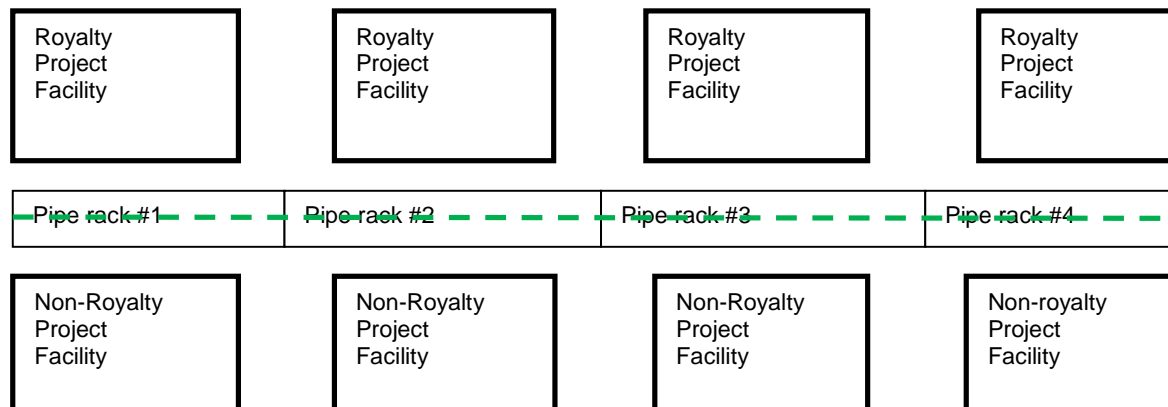 Royalty
Project
Facility
Royalty
Project
Facility
Royalty
Project
Facility
Royalty
Project
Facility
Pipe rack #1
Pipe rack #2
Pipe rack #3
Pipe rack #4
Non-Royalty
Project
Facility
Non-Royalty
Project
Facility
Non-Royalty
Project
Facility
Non-royalty
Project
Facility